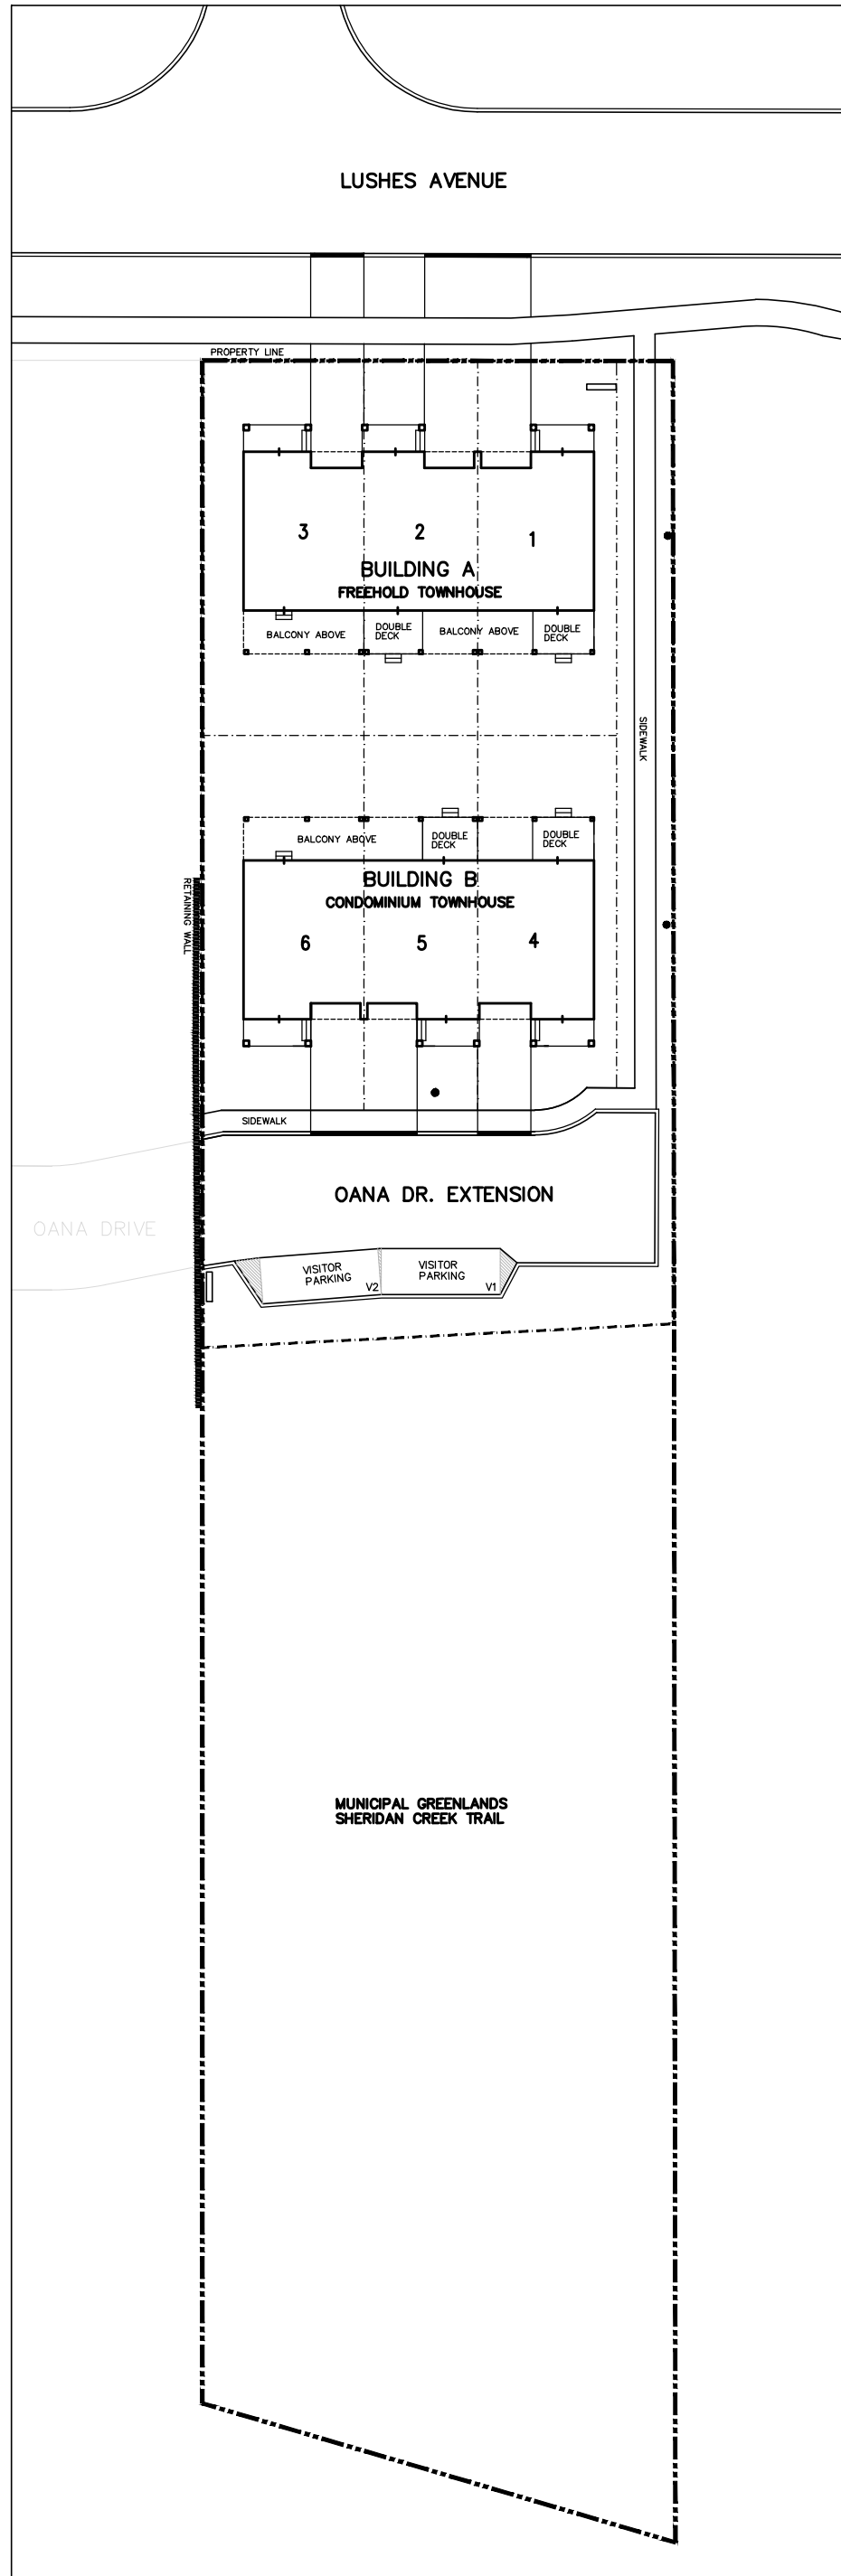 LUSHES AVENUE
PROPERTY LINE
3
2
1
BUILDING A
FREEHOLD TOWNHOUSE
BALCONY ABOVE
DOUBLE
DECK
BALCONY ABOVE
DOUBLE
DECK
SIDEWALK
BALCONY ABOVE
DOUBLE
DECK
DOUBLE
DECK
BUILDING B
CONDOMINIUM TOWNHOUSE
RETAINING WALL
6
5
4
SIDEWALK
OANA DR. EXTENSION
OANA DRIVE
VISITOR
PARKING
V2
VISITOR
PARKING
V1
MUNICIPAL GREENLANDS
SHERIDAN CREEK TRAIL